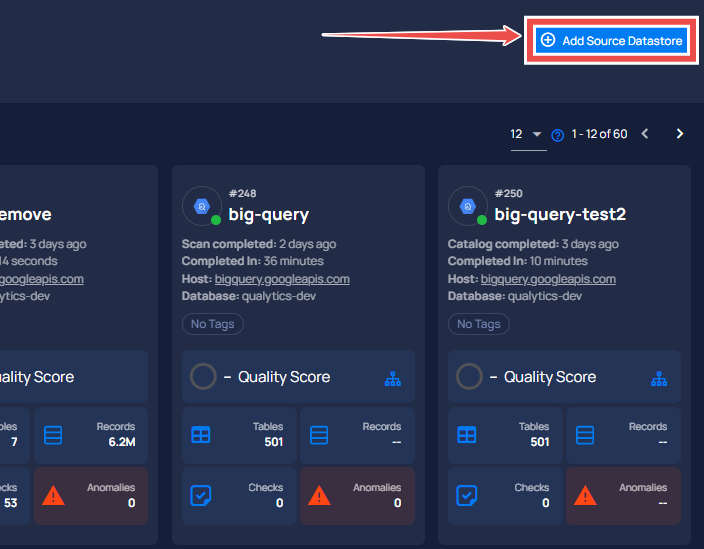 Add Source Datastore
12
1 - 12 of 60
#248
big-query
Scan completed: 2 days ago
Completed In: 36 minutes
Host: bigquery.googleapis.com
Database: qualytics-dev
No Tags
– Quality Score
Tables
501
Records
--
Checks
0
Anomalies
0
#250
big-query-test2
Catalog completed: 3 days ago
Completed In: 10 minutes
Host: bigquery.googleapis.com
Database: qualytics-dev
No Tags
– Quality Score
Tables
501
Records
--
Checks
0
Anomalies
--
emove
eted: 3 days ago
14 seconds
googleapis.com
ytics-dev
ality Score
bles
7
Records
6.2M
cks
53
Anomalies
0